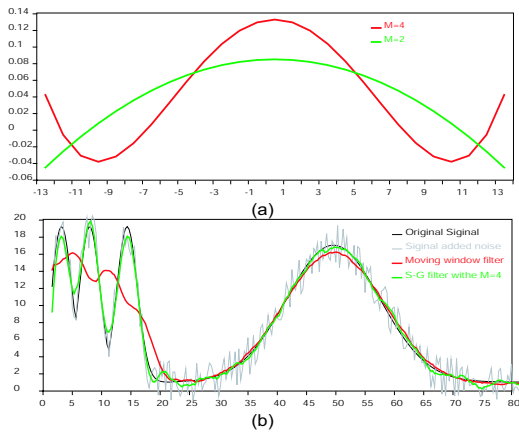 0.14
0.12
0.10
0.08
0.06
0.04
0.02
0
-0.02
-0.04
-0.06
M=4
M=2
-13 -11 -9 -7 -5 -3 -1 1 3 5 7 9 11 13
(a)
20
18
16
14
12
10
8
6
4
2
0
Original Siginal
Siginal added noise
Moving window filter
S-G filter withe M=4
0 5 10 15 20 25 30 35 40 45 50 55 60 65 70 75 80
(b)